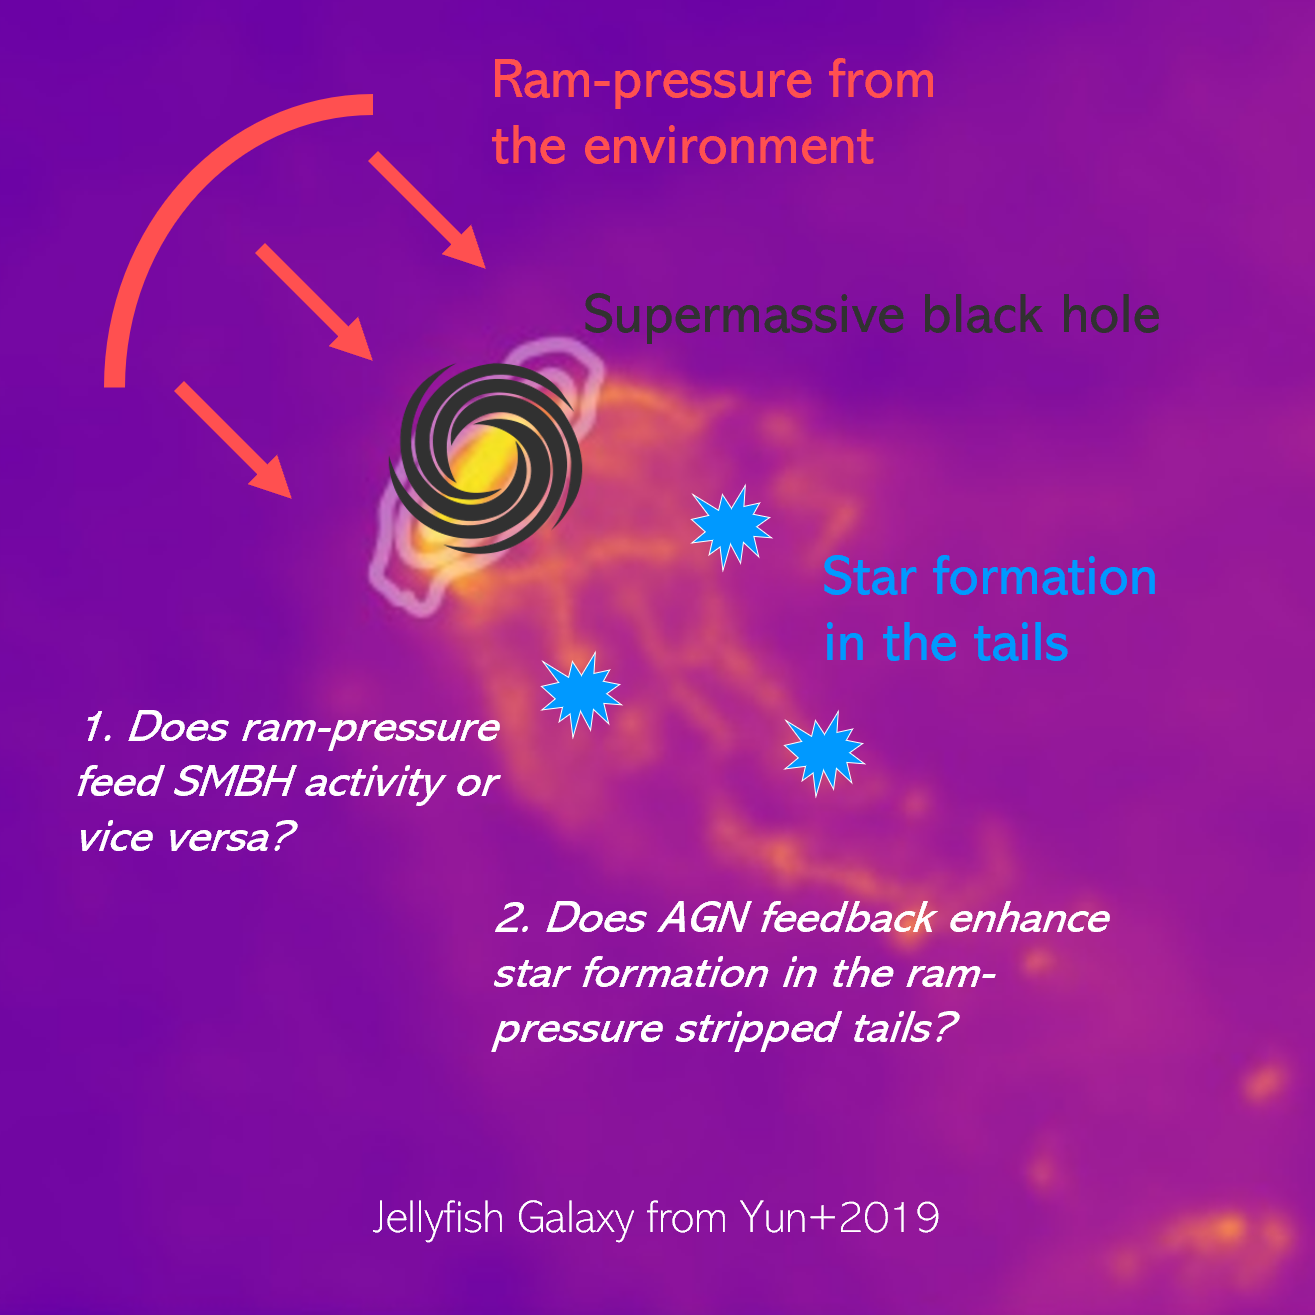 Ram-pressure from
the environment
Supermassive black hole
Star formation
in the tails
1. Does ram-pressure
feed SMBH activity or
vice versa?
2. Does AGN feedback enhance
star formation in the ram-
pressure stripped tails?
Jellyfish Galaxy from Yun+2019